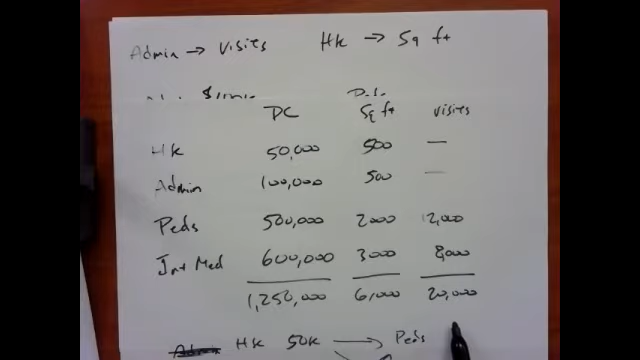 Admin → Visits Hk → Sq ft
DC Sq ft visits
Hk 50,000 500 —
Admin 100,000 500 —
Peds 500,000 2000 12,000
Int Med 600,000 3000 8,000
1,250,000 6,000 20,000
Hk 50k → Peds